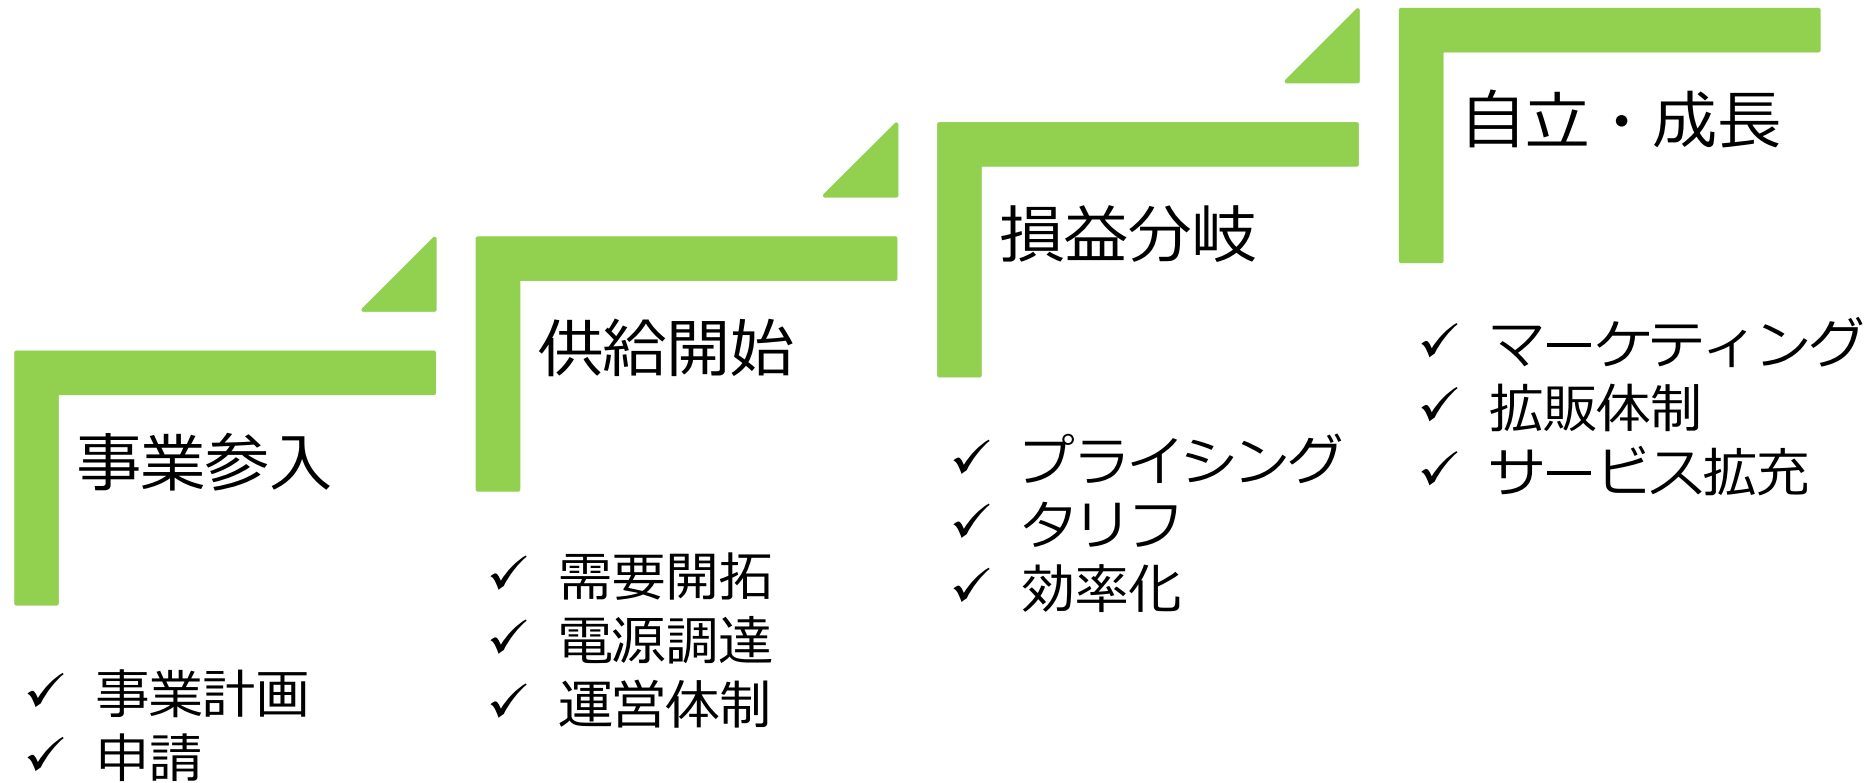 事業参入
事業計画
申請
供給開始
需要開拓
電源調達
運営体制
損益分岐
プライシング
タリフ
効率化
自立・成長
マーケティング
拡販体制
サービス拡充